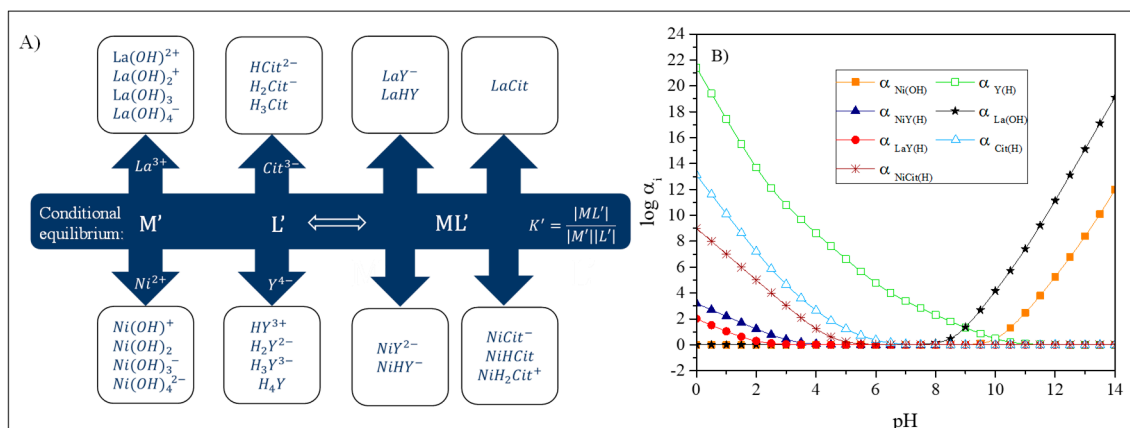 A)
La(OH)²⁺
La(OH)₂⁺
La(OH)₃
La(OH)₄⁻
HCit²⁻
H₂Cit⁻
H₃Cit
LaY⁻
LaHY
LaCit
La³⁺
Cit³⁻
Conditional
equilibrium:
M'
L'
⇔
ML'
K' = |ML'| / |M'||L'|
Ni²⁺
Y⁴⁻
Ni(OH)⁺
Ni(OH)₂
Ni(OH)₃⁻
Ni(OH)₄²⁻
HY³⁺
H₂Y²⁻
H₃Y³⁻
H₄Y
NiY²⁻
NiHY⁻
NiCit⁻
NiHCit
NiH₂Cit⁺
B)
log αᵢ
24
22
20
18
16
14
12
10
8
6
4
2
0
-2
α Ni(OH)
α Y(H)
α NiY(H)
α La(OH)
α LaY(H)
α Cit(H)
α NiCit(H)
0 2 4 6 8 10 12 14
pH